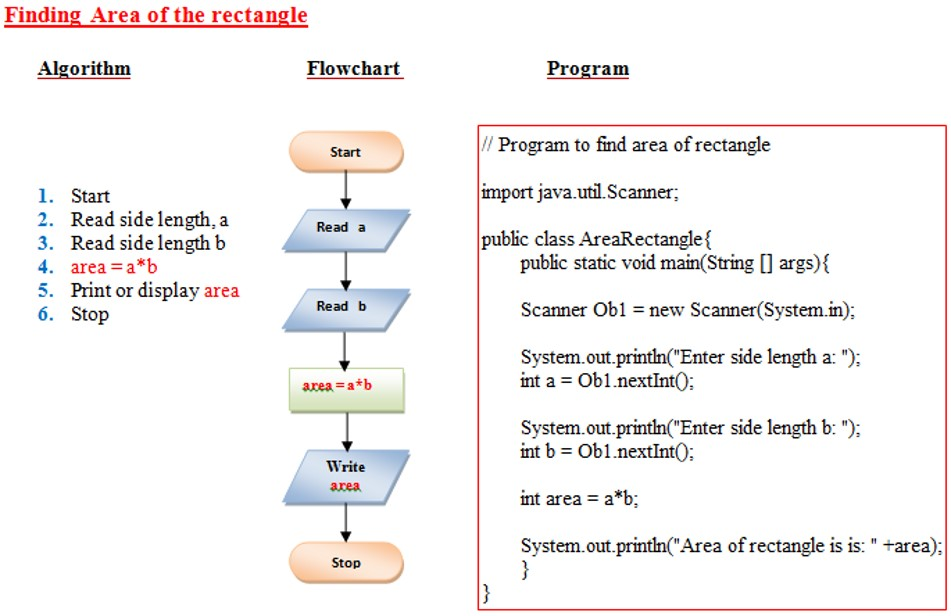 Finding Area of the rectangle
Algorithm
1. Start
2. Read side length, a
3. Read side length b
4. area = a*b
5. Print or display area
6. Stop
Flowchart
Start
Read a
Read b
area = a*b
Write
area
Stop
Program
// Program to find area of rectangle
import java.util.Scanner;
public class AreaRectangle{
public static void main(String [] args){
Scanner Ob1 = new Scanner(System.in);
System.out.println("Enter side length a: ");
int a = Ob1.nextInt();
System.out.println("Enter side length b: ");
int b = Ob1.nextInt();
int area = a*b;
System.out.println("Area of rectangle is is: " +area);
}
}